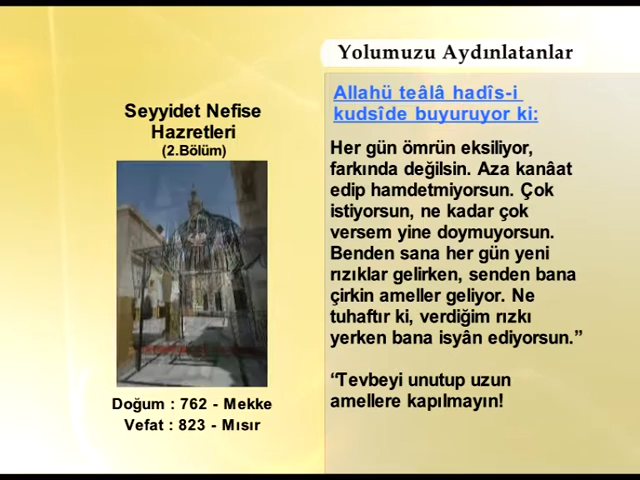 Yolumuzu Aydınlatanlar
Seyyidet Nefise
Hazretleri
(2.Bölüm)
Doğum : 762 - Mekke
Vefat : 823 - Mısır
Allahü teâlâ hadîs-i
kudsîde buyuruyor ki:
Her gün ömrün eksiliyor,
farkında değilsin. Aza kanâat
edip hamdetmiyorsun. Çok
istiyorsun, ne kadar çok
versem yine doymuyorsun.
Benden sana her gün yeni
rızıklar gelirken, senden bana
çirkin ameller geliyor. Ne
tuhaftır ki, verdiğim rızkı
yerken bana isyân ediyorsun.”
“Tevbeyi unutup uzun
amellere kapılmayın!